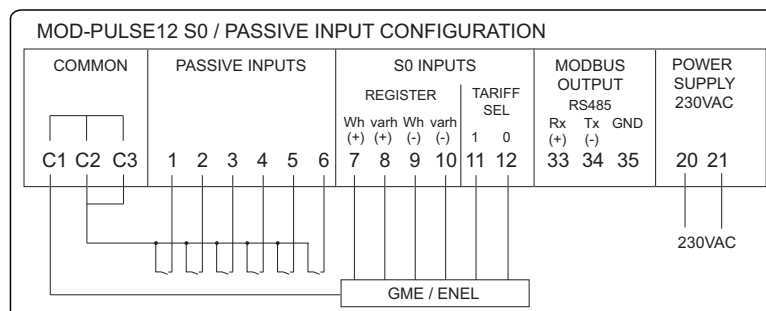 MOD-PULSE12 S0 / PASSIVE INPUT CONFIGURATION
COMMON
C1 C2 C3
PASSIVE INPUTS
1 2 3 4 5 6
S0 INPUTS
REGISTER
Wh varh Wh varh
(+) (+) (-) (-)
7 8 9 10
TARIFF
SEL
1 0
11 12
MODBUS
OUTPUT
RS485
Rx Tx GND
(+) (-)
33 34 35
POWER
SUPPLY
230VAC
20 21
230VAC
GME / ENEL